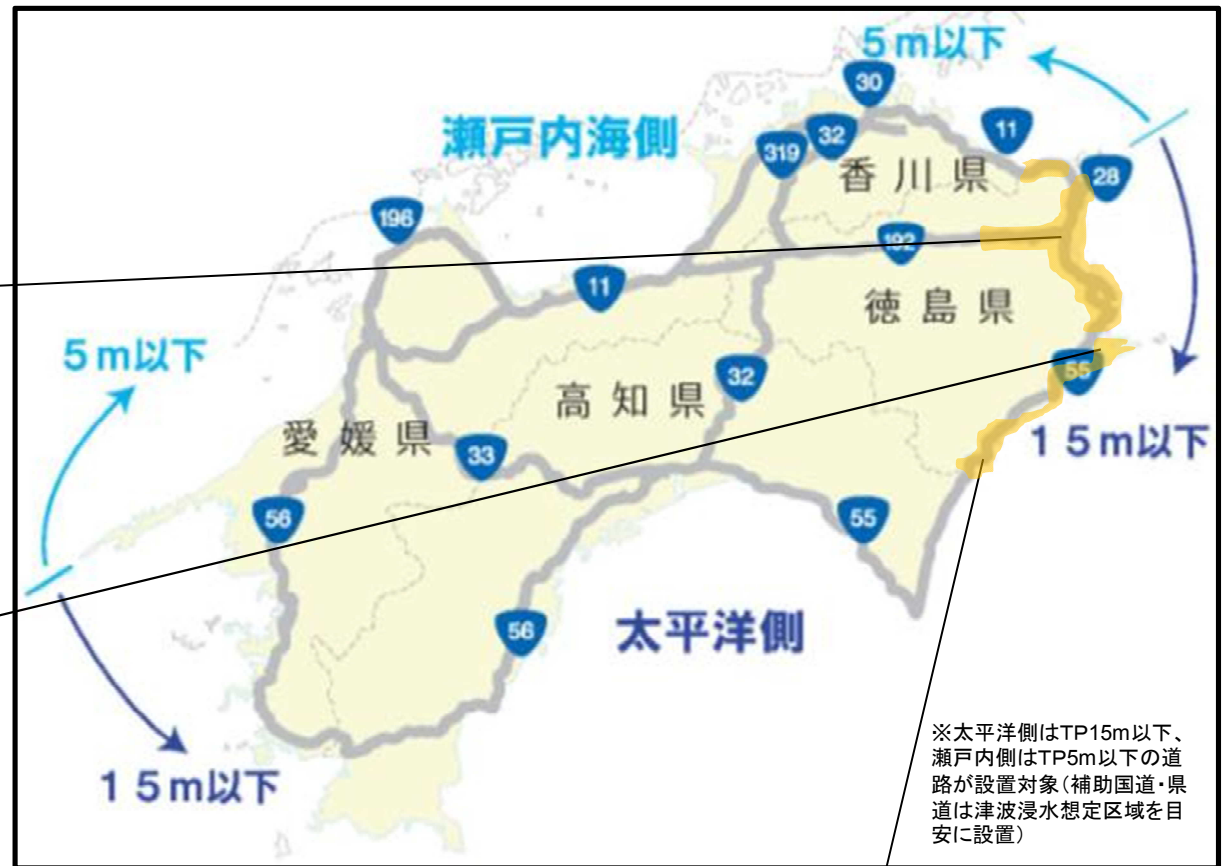 5m以下
30
瀬戸内海側
11
32
319
香川県
28
196
192
11
徳島県
5m以下
32
55
高知県
15m以下
愛媛県
33
56
55
太平洋側
56
15m以下
※太平洋側はTP15m以下、
瀬戸内側はTP5m以下の道
路が設置対象(補助国道・県
道は津波浸水想定区域を目
安に設置)